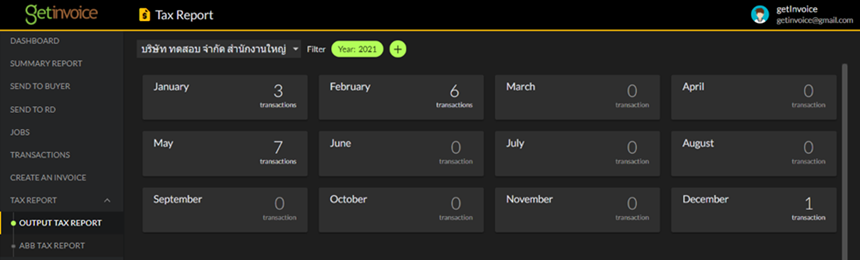 getinvoice
Tax Report
getInvoice
getinvoice@gmail.com
DASHBOARD
SUMMARY REPORT
SEND TO BUYER
SEND TO RD
JOBS
TRANSACTIONS
CREATE AN INVOICE
TAX REPORT
OUTPUT TAX REPORT
ABB TAX REPORT
บริษัท ทดสอบ จำกัด สำนักงานใหญ่ Filter Year: 2021 +
January 3 transactions
February 6 transactions
March 0 transaction
April 0 transaction
May 7 transactions
June 0 transaction
July 0 transaction
August 0 transaction
September 0 transaction
October 0 transaction
November 0 transaction
December 1 transaction